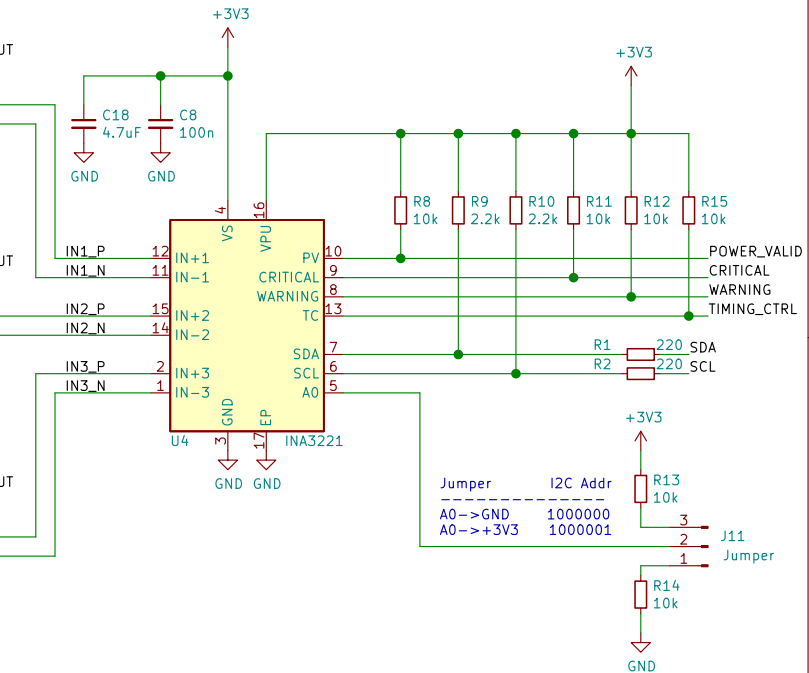 +3V3
UT
+3V3
C18
4.7uF
C8
100n
GND
GND
4
16
VS
VPU
R8
10k
R9
2.2k
R10
2.2k
R11
10k
R12
10k
R15
10k
IN1_P 12 IN+1
IN1_N 11 IN-1
UT
IN2_P 15 IN+2
IN2_N 14 IN-2
IN3_P 2 IN+3
IN3_N 1 IN-3
PV 10 POWER_VALID
CRITICAL 9 CRITICAL
WARNING 8 WARNING
TC 13 TIMING_CTRL
SDA 7 R1 220 SDA
SCL 6 R2 220 SCL
A0 5
GND
EP
3
17
U4
INA3221
GND
GND
UT
+3V3
Jumper I2C Addr
---------------
A0->GND 1000000
A0->+3V3 1000001
R13
10k
3
2
1
J11
Jumper
R14
10k
GND